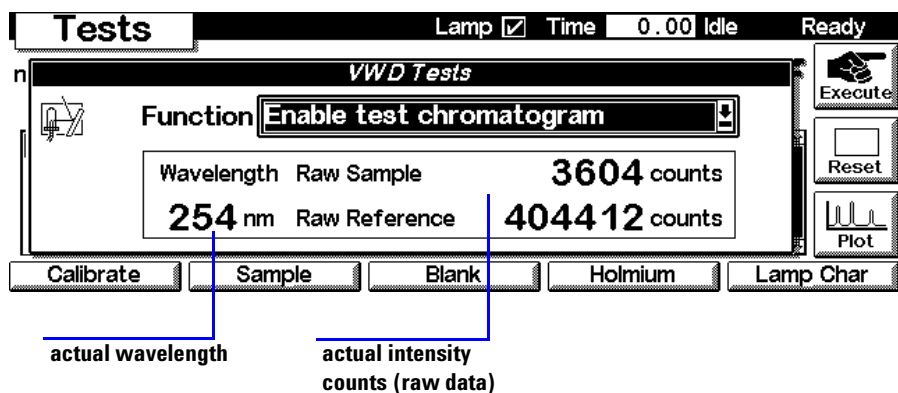 Tests Lamp ☑ Time 0.00 Idle Ready
VWD Tests
Execute
Function Enable test chromatogram
Wavelength Raw Sample 3604 counts
Reset
254 nm Raw Reference 404412 counts
Plot
Calibrate Sample Blank Holmium Lamp Char
actual wavelength
actual intensity
counts (raw data)